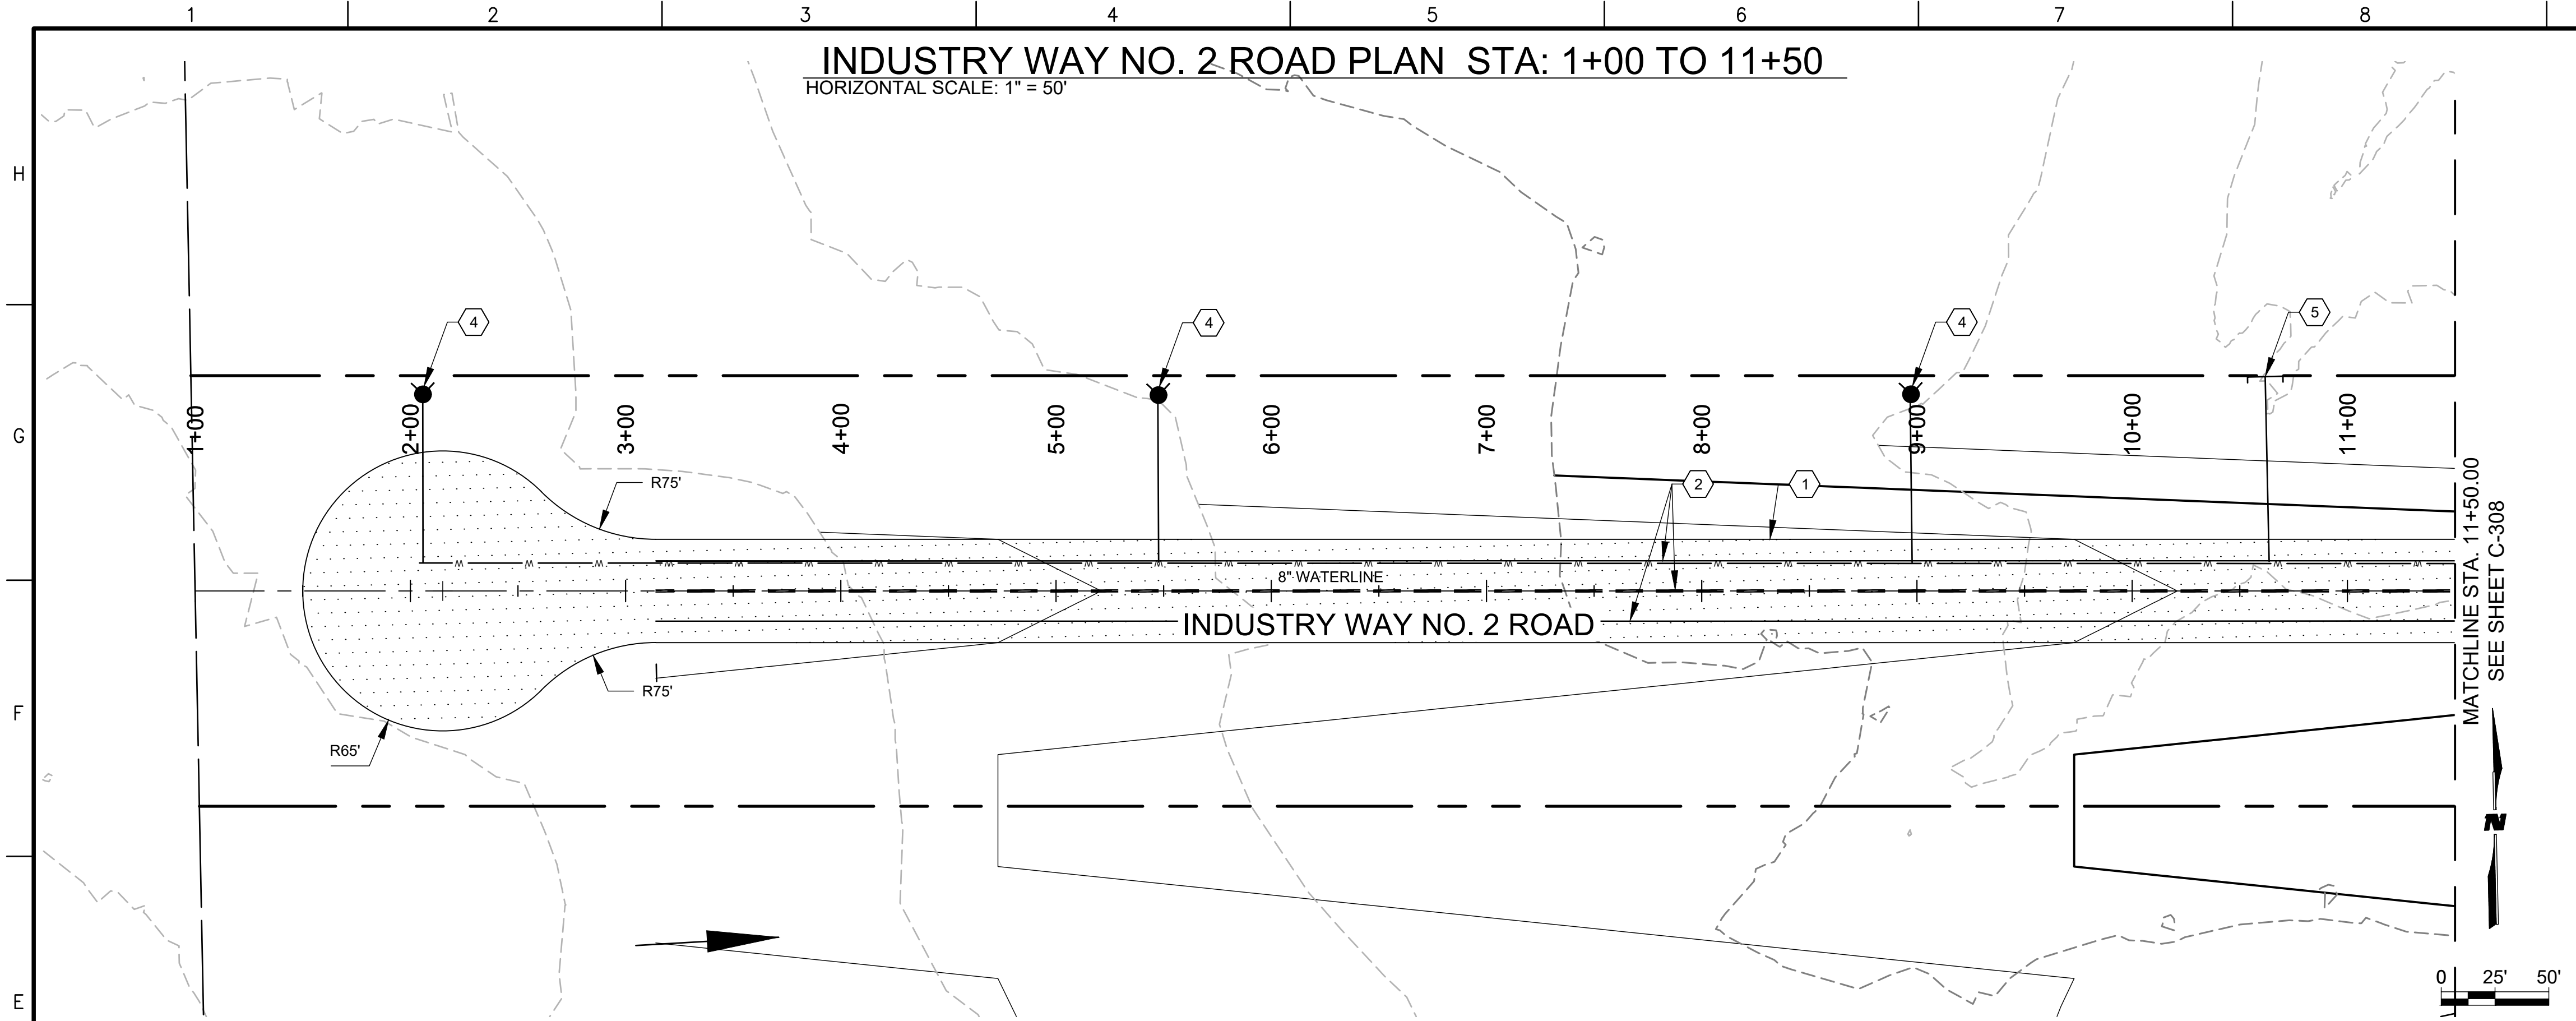 1 2 3 4 5 6 7 8
INDUSTRY WAY NO. 2 ROAD PLAN STA: 1+00 TO 11+50
HORIZONTAL SCALE: 1" = 50'
H
4 4 4 5
G
1+00 2+00 3+00 4+00 5+00 6+00 7+00 8+00 9+00 10+00 11+00
R75' 2 1
W W W W W W W W W W W W W W W W W W W W W W W W W W W W W
8" WATERLINE
INDUSTRY WAY NO. 2 ROAD
R75'
F
R65'
MATCHLINE STA. 11+50.00
SEE SHEET C-308
N
E
0 25' 50'